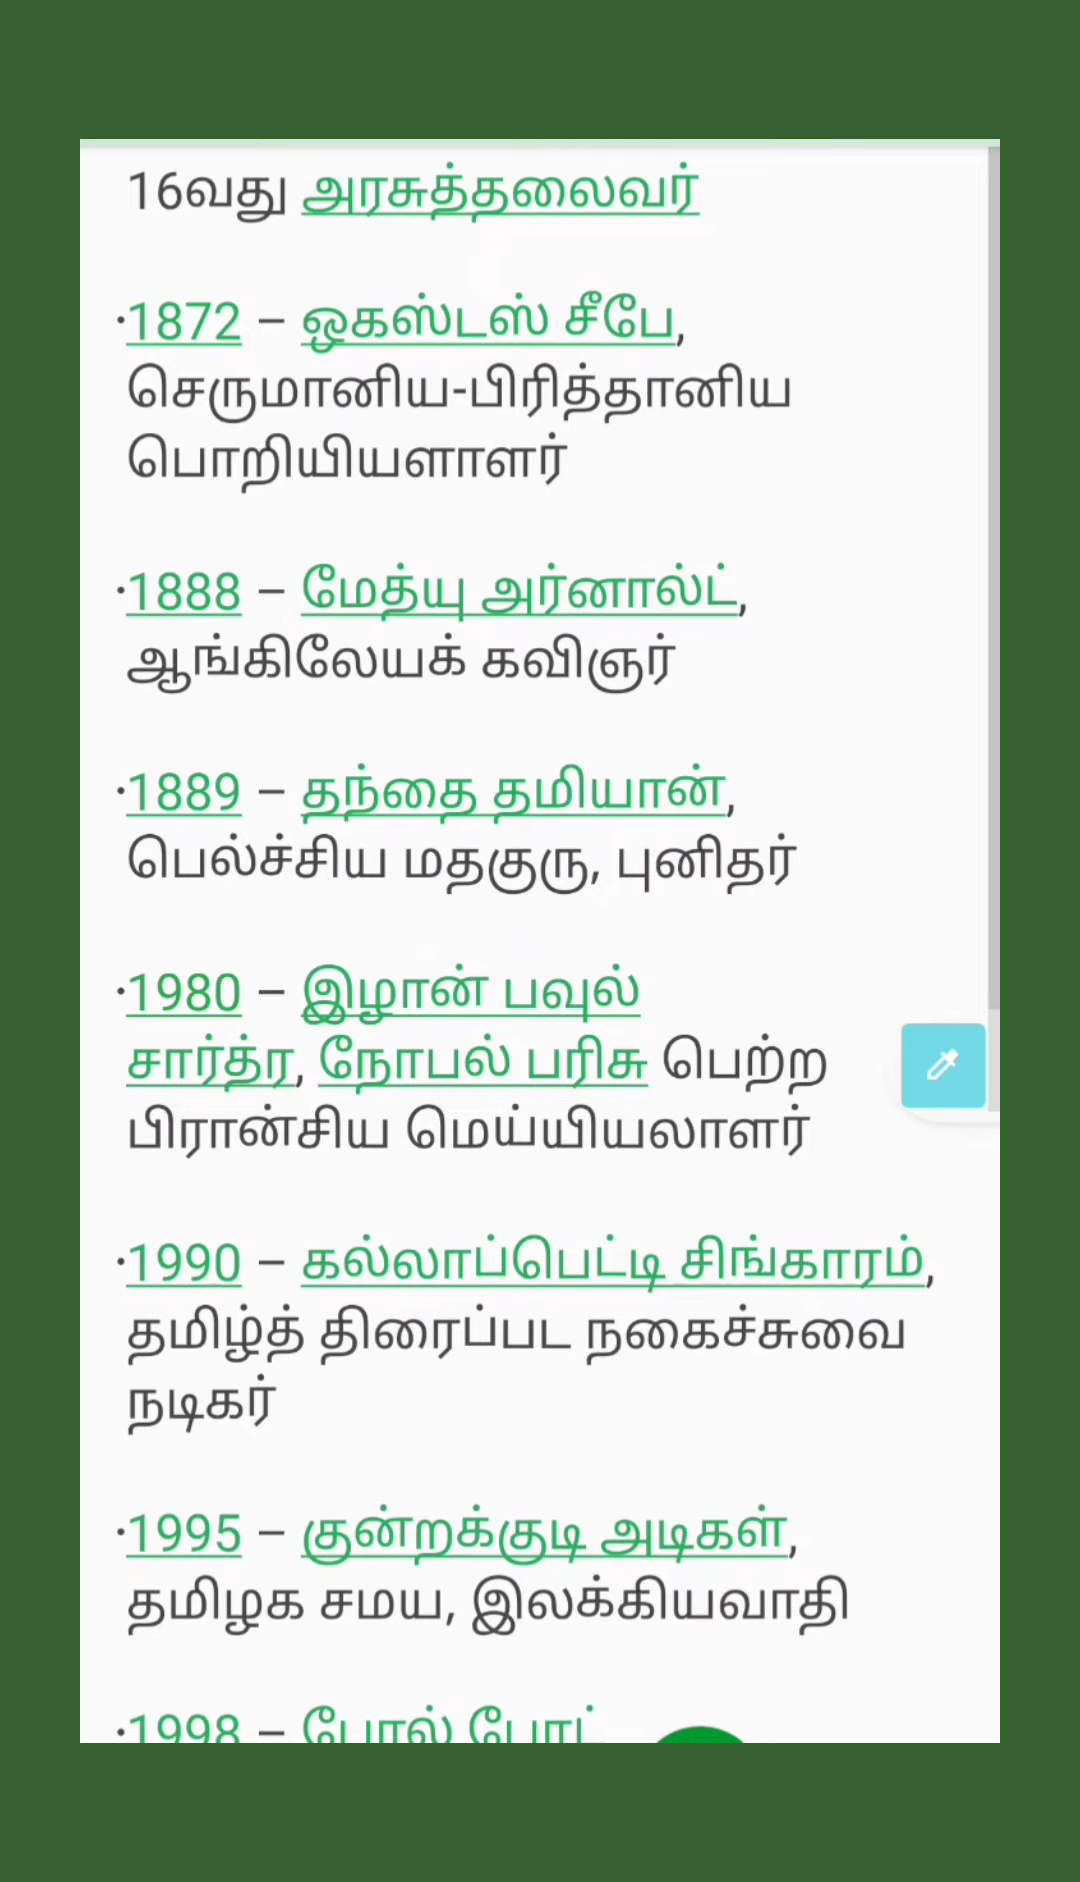 16வது அரசுத்தலைவர்
·1872 – ஒகஸ்டஸ் சீபே,
செருமானிய-பிரித்தானிய
பொறியியளாளர்
·1888 – மேத்யு அர்னால்ட்,
ஆங்கிலேயக் கவிஞர்
·1889 – தந்தை தமியான்,
பெல்ச்சிய மதகுரு, புனிதர்
·1980 – இழான் பவுல்
சார்த்ர, நோபல் பரிசு பெற்ற
பிரான்சிய மெய்யியலாளர்
·1990 – கல்லாப்பெட்டி சிங்காரம்,
தமிழ்த் திரைப்பட நகைச்சுவை
நடிகர்
·1995 – குன்றக்குடி அடிகள்,
தமிழக சமய, இலக்கியவாதி
·1998 – போல் போட்